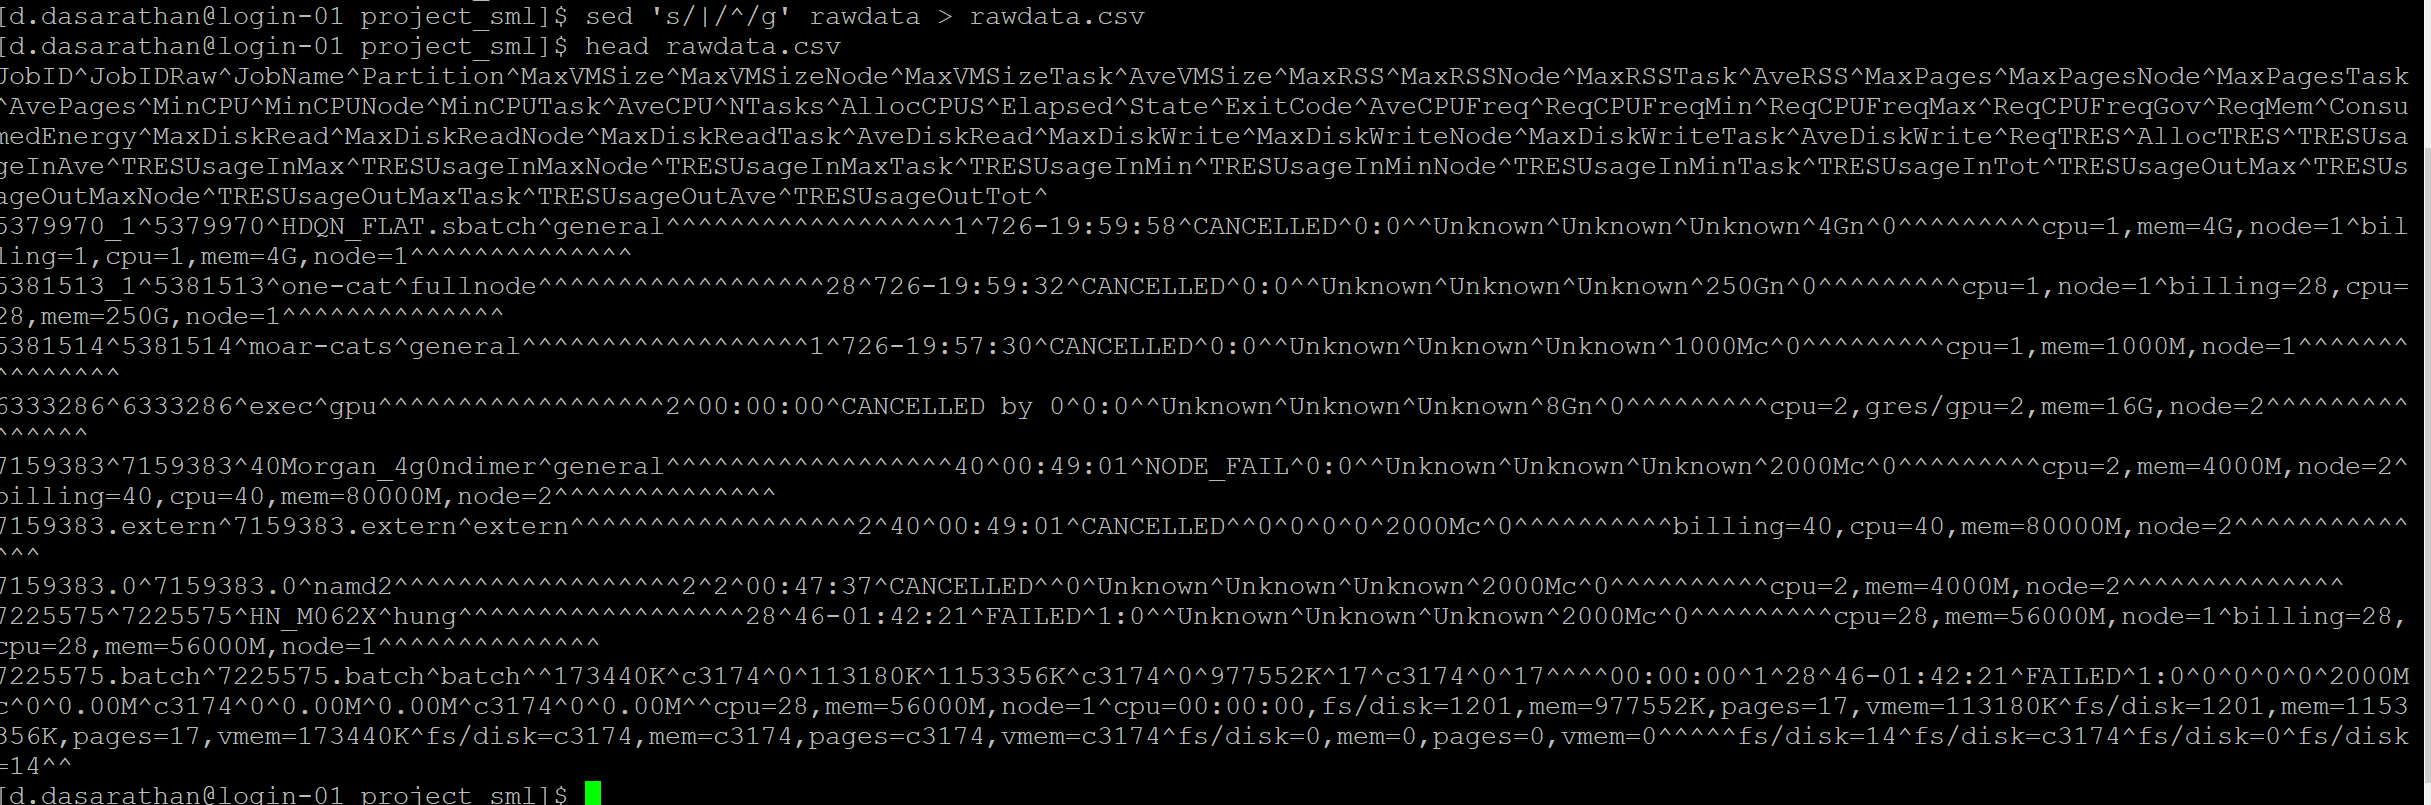 [d.dasarathan@login-01 project_sml]$ sed 's/|/^/g' rawdata > rawdata.csv
[d.dasarathan@login-01 project_sml]$ head rawdata.csv
JobID^JobIDRaw^JobName^Partition^MaxVMSize^MaxVMSizeNode^MaxVMSizeTask^AveVMSize^MaxRSS^MaxRSSNode^MaxRSSTask^AveRSS^MaxPages^MaxPagesNode^MaxPagesTask
^AvePages^MinCPU^MinCPUNode^MinCPUTask^AveCPU^NTasks^AllocCPUS^Elapsed^State^ExitCode^AveCPUFreq^ReqCPUFreqMin^ReqCPUFreqMax^ReqCPUFreqGov^ReqMem^Consu
medEnergy^MaxDiskRead^MaxDiskReadNode^MaxDiskReadTask^AveDiskRead^MaxDiskWrite^MaxDiskWriteNode^MaxDiskWriteTask^AveDiskWrite^ReqTRES^AllocTRES^TRESUsa
geInAve^TRESUsageInMax^TRESUsageInMaxNode^TRESUsageInMaxTask^TRESUsageInMin^TRESUsageInMinNode^TRESUsageInMinTask^TRESUsageInTot^TRESUsageOutMax^TRESUs
ageOutMaxNode^TRESUsageOutMaxTask^TRESUsageOutAve^TRESUsageOutTot^
5379970_1^5379970^HDQN_FLAT.sbatch^general^^^^^^^^^^^^^^^^^^1^726-19:59:58^CANCELLED^0:0^^Unknown^Unknown^Unknown^4Gn^0^^^^^^^^^cpu=1,mem=4G,node=1^bil
ling=1,cpu=1,mem=4G,node=1^^^^^^^^^^^^^^
5381513_1^5381513^one-cat^fullnode^^^^^^^^^^^^^^^^^^28^726-19:59:32^CANCELLED^0:0^^Unknown^Unknown^Unknown^250Gn^0^^^^^^^^^cpu=1,node=1^billing=28,cpu=
28,mem=250G,node=1^^^^^^^^^^^^^^
5381514^5381514^moar-cats^general^^^^^^^^^^^^^^^^^^1^726-19:57:30^CANCELLED^0:0^^Unknown^Unknown^Unknown^1000Mc^0^^^^^^^^^cpu=1,mem=1000M,node=1^^^^^^^
^^^^^^^^
6333286^6333286^exec^gpu^^^^^^^^^^^^^^^^^^2^00:00:00^CANCELLED by 0^0:0^^Unknown^Unknown^Unknown^8Gn^0^^^^^^^^^cpu=2,gres/gpu=2,mem=16G,node=2^^^^^^^^^
^^^^^^
7159383^7159383^40Morgan_4g0ndimer^general^^^^^^^^^^^^^^^^^^40^00:49:01^NODE_FAIL^0:0^^Unknown^Unknown^Unknown^2000Mc^0^^^^^^^^^cpu=2,mem=4000M,node=2^
billing=40,cpu=40,mem=80000M,node=2^^^^^^^^^^^^^^
7159383.extern^7159383.extern^extern^^^^^^^^^^^^^^^^^^2^40^00:49:01^CANCELLED^^0^0^0^0^2000Mc^0^^^^^^^^^^billing=40,cpu=40,mem=80000M,node=2^^^^^^^^^^^
^^^
7159383.0^7159383.0^namd2^^^^^^^^^^^^^^^^^^2^2^00:47:37^CANCELLED^^0^Unknown^Unknown^Unknown^2000Mc^0^^^^^^^^^^cpu=2,mem=4000M,node=2^^^^^^^^^^^^^^
7225575^7225575^HN_M062X^hung^^^^^^^^^^^^^^^^^^28^46-01:42:21^FAILED^1:0^^Unknown^Unknown^Unknown^2000Mc^0^^^^^^^^^cpu=28,mem=56000M,node=1^billing=28,
cpu=28,mem=56000M,node=1^^^^^^^^^^^^^^
7225575.batch^7225575.batch^batch^^173440K^c3174^0^113180K^1153356K^c3174^0^977552K^17^c3174^0^17^^^^00:00:00^1^28^46-01:42:21^FAILED^1:0^0^0^0^0^2000M
c^0^0.00M^c3174^0^0.00M^0.00M^c3174^0^0.00M^^cpu=28,mem=56000M,node=1^cpu=00:00:00,fs/disk=1201,mem=977552K,pages=17,vmem=113180K^fs/disk=1201,mem=1153
356K,pages=17,vmem=173440K^fs/disk=c3174,mem=c3174,pages=c3174,vmem=c3174^fs/disk=0,mem=0,pages=0,vmem=0^^^^^fs/disk=14^fs/disk=c3174^fs/disk=0^fs/disk
=14^^
[d.dasarathan@login-01 project_sml]$